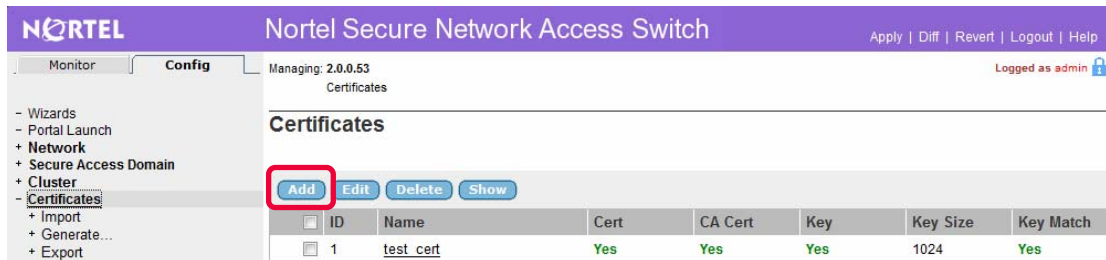 NORTEL
Nortel Secure Network Access Switch
Apply | Diff | Revert | Logout | Help
Monitor
Config
Managing: 2.0.0.53
Logged as admin
Certificates
- Wizards
- Portal Launch
+ Network
+ Secure Access Domain
+ Cluster
- Certificates
+ Import
+ Generate...
+ Export
Certificates
Add Edit Delete Show
ID Name Cert CA Cert Key Key Size Key Match
1 test_cert Yes Yes Yes 1024 Yes